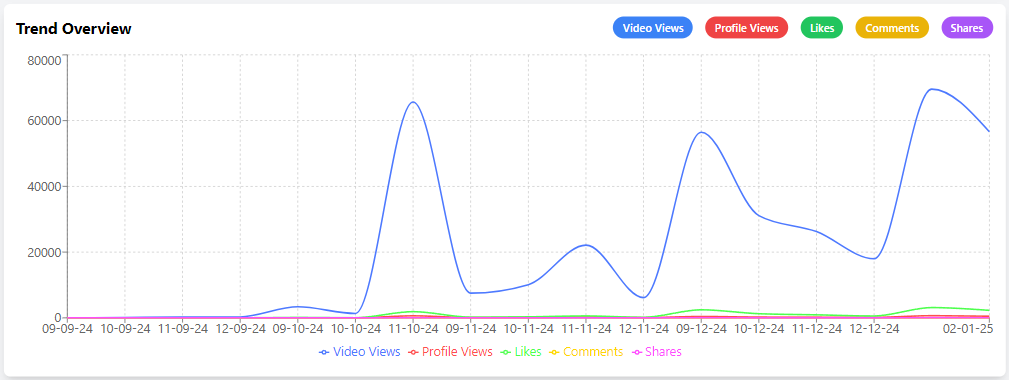 Trend Overview
Video Views Profile Views Likes Comments Shares
80000
60000
40000
20000
0
09-09-24 10-09-24 11-09-24 12-09-24 09-10-24 10-10-24 11-10-24 09-11-24 10-11-24 11-11-24 12-11-24 09-12-24 10-12-24 11-12-24 12-12-24 02-01-25
Video Views Profile Views Likes Comments Shares